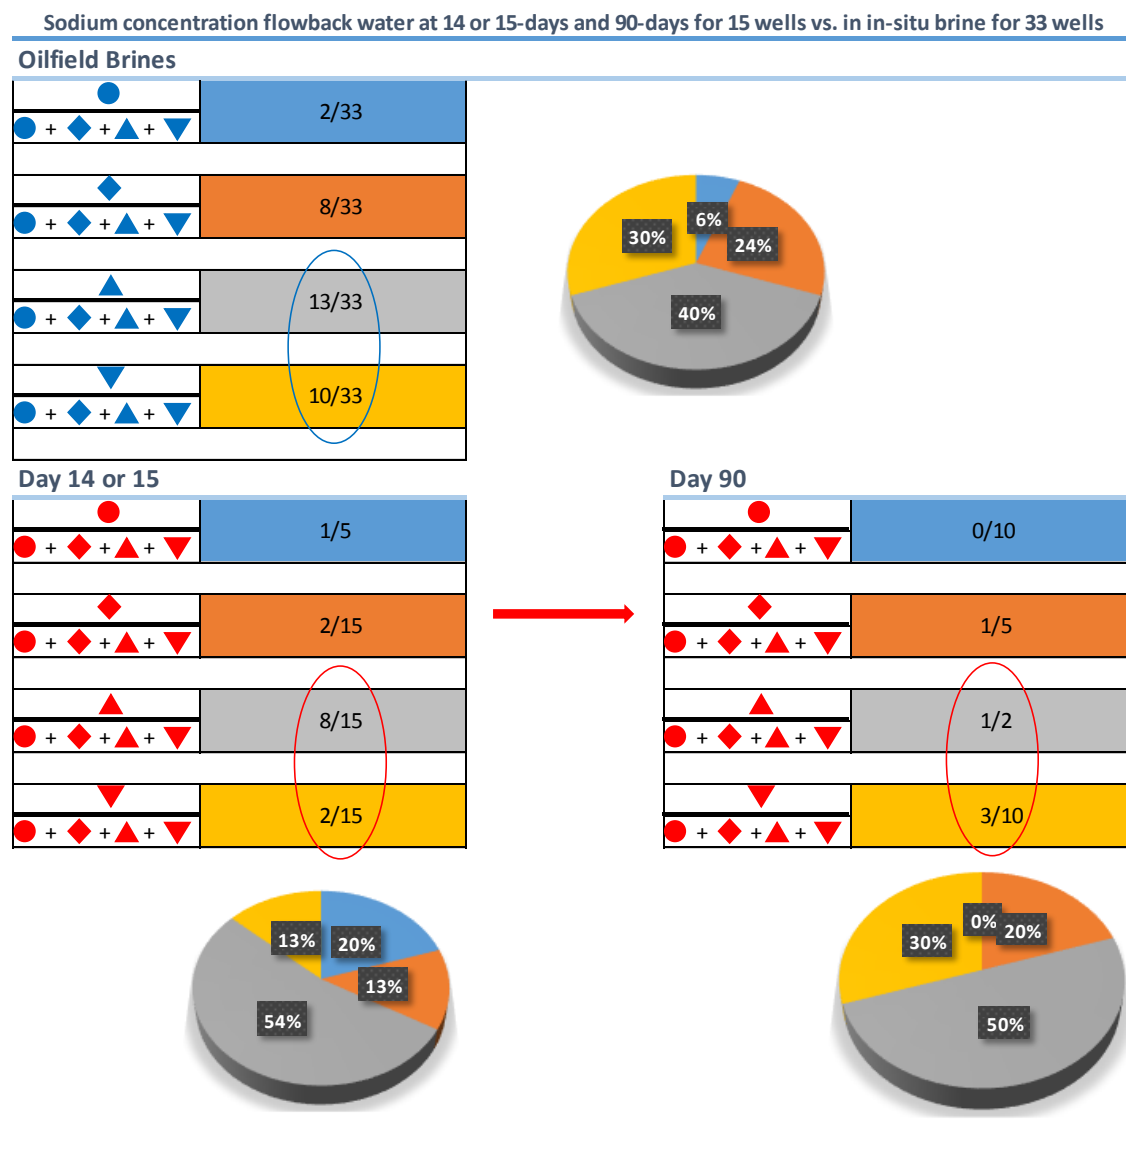 Sodium concentration flowback water at 14 or 15-days and 90-days for 15 wells vs. in in-situ brine for 33 wells
Oilfield Brines
2/33
+ + +
8/33
+ + +
13/33
+ + +
10/33
+ + +
6%
24%
30%
40%
Day 14 or 15
1/5
+ + +
2/15
+ + +
8/15
+ + +
2/15
+ + +
Day 90
0/10
+ + +
1/5
+ + +
1/2
+ + +
3/10
+ + +
13%
20%
13%
54%
0%
20%
30%
50%